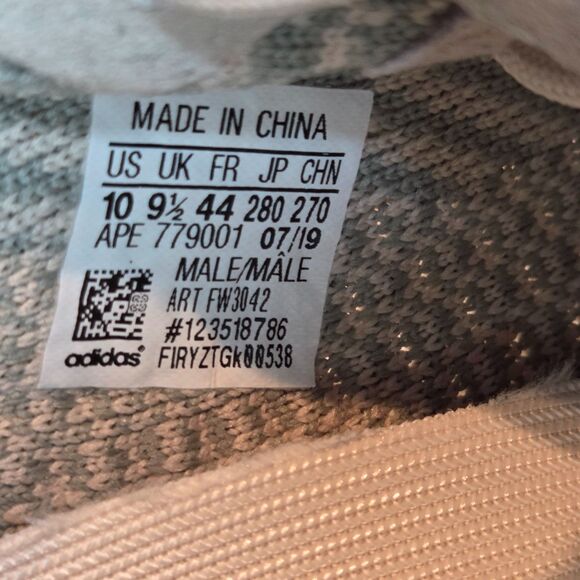 MADE IN CHINA
US UK FR JP CHN
10 9½ 44 280 270
APE 779001 07/19
MALE/MÂLE
ART FW3042
#123518786
adidas® FIRYZTGk00538